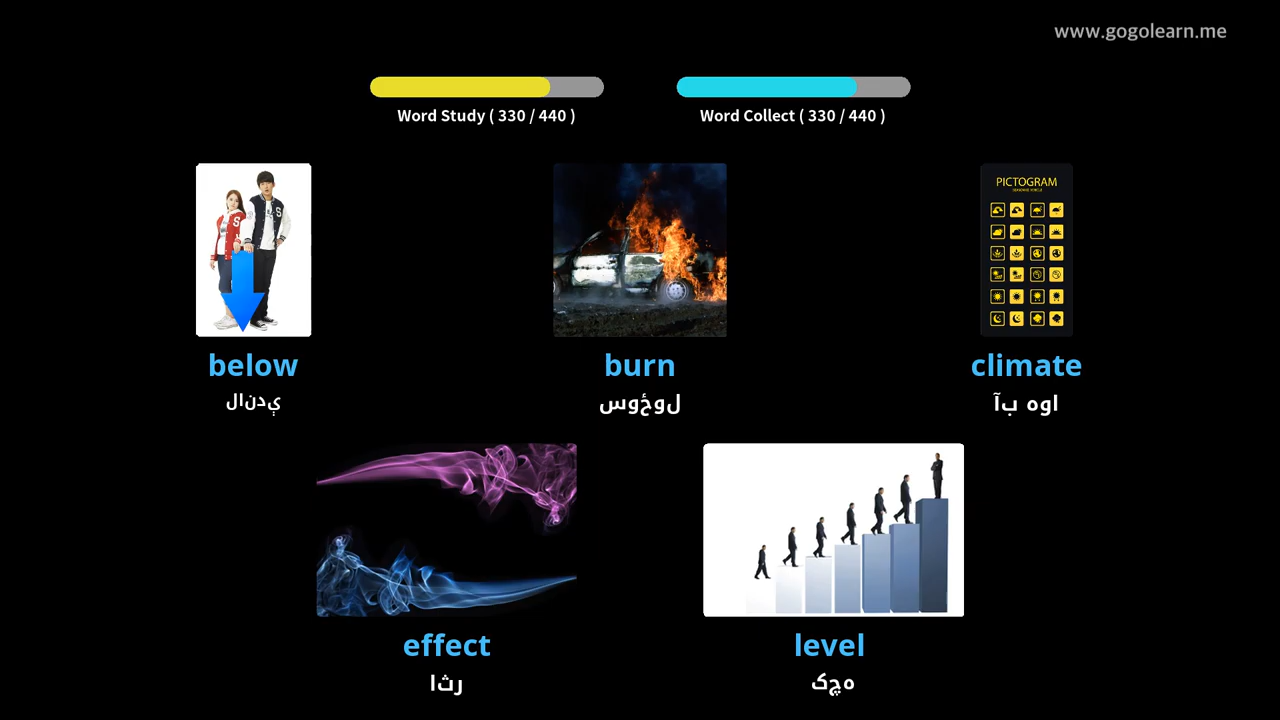 www.gogolearn.me
Word Study ( 330 / 440 )
Word Collect ( 330 / 440 )
PICTOGRAM
below
burn
climate
ېدنال
لوځوس
اوه بآ
effect
level
رثا
هچک